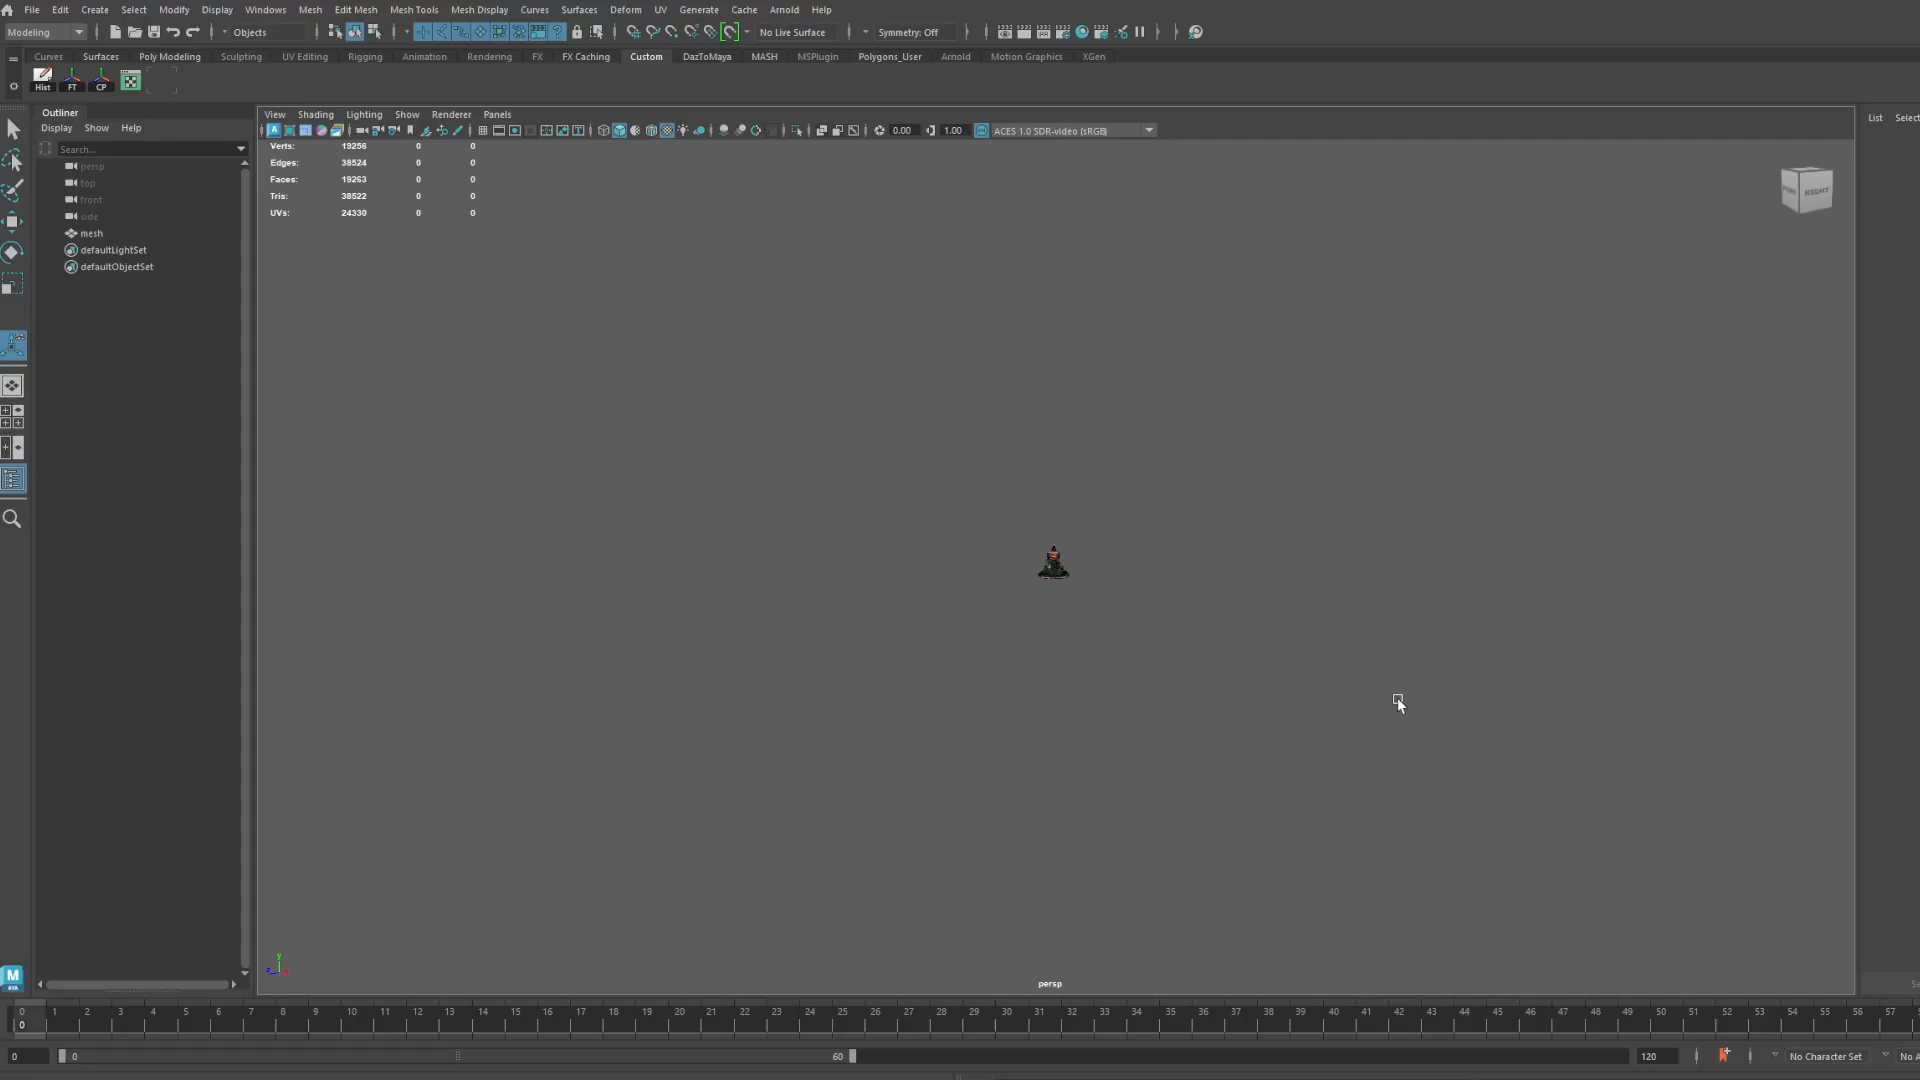 File Edit Create Select Modify Display Windows Mesh Edit Mesh Mesh Tools Mesh Display Curves Surfaces Deform UV Generate Cache Arnold Help
Modeling Objects No Live Surface Symmetry: Off
Curves Surfaces Poly Modeling Sculpting UV Editing Rigging Animation Rendering FX FX Caching Custom DazToMaya MASH MSPlugin Polygons_User Arnold Motion Graphics XGen
Hist FT CP
Outliner
Display Show Help
Search...
persp
top
front
side
mesh
defaultLightSet
defaultObjectSet
View Shading Lighting Show Renderer Panels
0.00 1.00 ACES 1.0 SDR-video (sRGB)
Verts: 19256 0 0
Edges: 38524 0 0
Faces: 19263 0 0
Tris: 38522 0 0
UVs: 24330 0 0
RIGHT
List Select
y
z x
persp
M
AYA
0 1 2 3 4 5 6 7 8 9 10 11 12 13 14 15 16 17 18 19 20 21 22 23 24 25 26 27 28 29 30 31 32 33 34 35 36 37 38 39 40 41 42 43 44 45 46 47 48 49 50 51 52 53 54 55 56 57
0
0 0 60 120 No Character Set No A